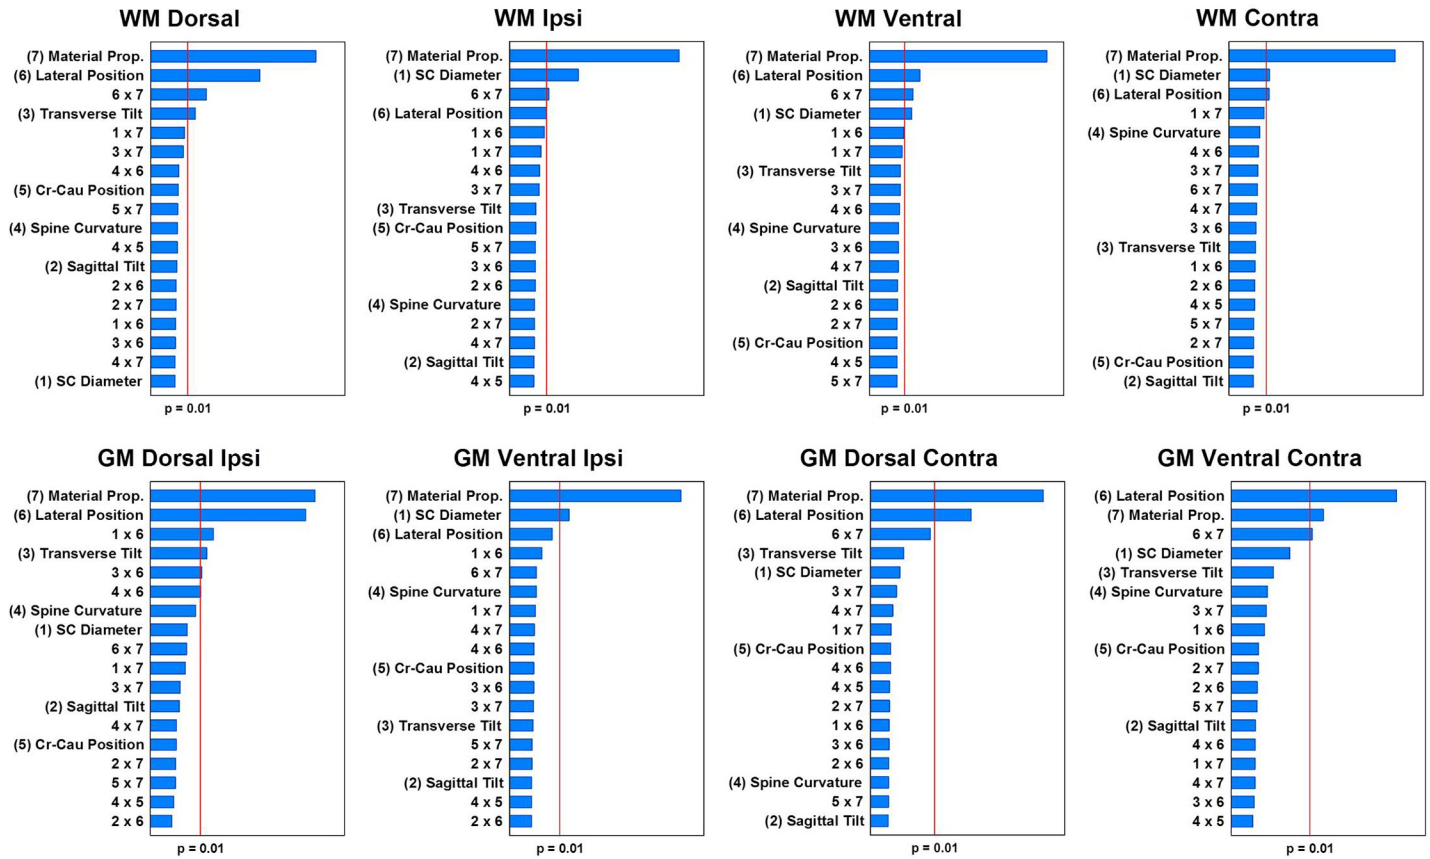 WM Dorsal
(7) Material Prop.
(6) Lateral Position
6 x 7
(3) Transverse Tilt
1 x 7
3 x 7
4 x 6
(5) Cr-Cau Position
5 x 7
(4) Spine Curvature
4 x 5
(2) Sagittal Tilt
2 x 6
2 x 7
1 x 6
3 x 6
4 x 7
(1) SC Diameter
p = 0.01
WM Ipsi
(7) Material Prop.
(1) SC Diameter
6 x 7
(6) Lateral Position
1 x 6
1 x 7
4 x 6
3 x 7
(3) Transverse Tilt
(5) Cr-Cau Position
5 x 7
3 x 6
2 x 6
(4) Spine Curvature
2 x 7
4 x 7
(2) Sagittal Tilt
4 x 5
p = 0.01
WM Ventral
(7) Material Prop.
(6) Lateral Position
6 x 7
(1) SC Diameter
1 x 6
1 x 7
(3) Transverse Tilt
3 x 7
4 x 6
(4) Spine Curvature
3 x 6
4 x 7
(2) Sagittal Tilt
2 x 6
2 x 7
(5) Cr-Cau Position
4 x 5
5 x 7
p = 0.01
WM Contra
(7) Material Prop.
(1) SC Diameter
(6) Lateral Position
1 x 7
(4) Spine Curvature
4 x 6
3 x 7
6 x 7
4 x 7
3 x 6
(3) Transverse Tilt
1 x 6
2 x 6
4 x 5
5 x 7
2 x 7
(5) Cr-Cau Position
(2) Sagittal Tilt
p = 0.01
GM Dorsal Ipsi
(7) Material Prop.
(6) Lateral Position
1 x 6
(3) Transverse Tilt
3 x 6
4 x 6
(4) Spine Curvature
(1) SC Diameter
6 x 7
1 x 7
3 x 7
(2) Sagittal Tilt
4 x 7
(5) Cr-Cau Position
2 x 7
5 x 7
4 x 5
2 x 6
p = 0.01
GM Ventral Ipsi
(7) Material Prop.
(1) SC Diameter
(6) Lateral Position
1 x 6
6 x 7
(4) Spine Curvature
1 x 7
4 x 7
4 x 6
(5) Cr-Cau Position
3 x 6
3 x 7
(3) Transverse Tilt
5 x 7
2 x 7
(2) Sagittal Tilt
4 x 5
2 x 6
p = 0.01
GM Dorsal Contra
(7) Material Prop.
(6) Lateral Position
6 x 7
(3) Transverse Tilt
(1) SC Diameter
3 x 7
4 x 7
1 x 7
(5) Cr-Cau Position
4 x 6
4 x 5
2 x 7
1 x 6
3 x 6
2 x 6
(4) Spine Curvature
5 x 7
(2) Sagittal Tilt
p = 0.01
GM Ventral Contra
(6) Lateral Position
(7) Material Prop.
6 x 7
(1) SC Diameter
(3) Transverse Tilt
(4) Spine Curvature
3 x 7
1 x 6
(5) Cr-Cau Position
2 x 7
2 x 6
5 x 7
(2) Sagittal Tilt
4 x 6
1 x 7
4 x 7
3 x 6
4 x 5
p = 0.01